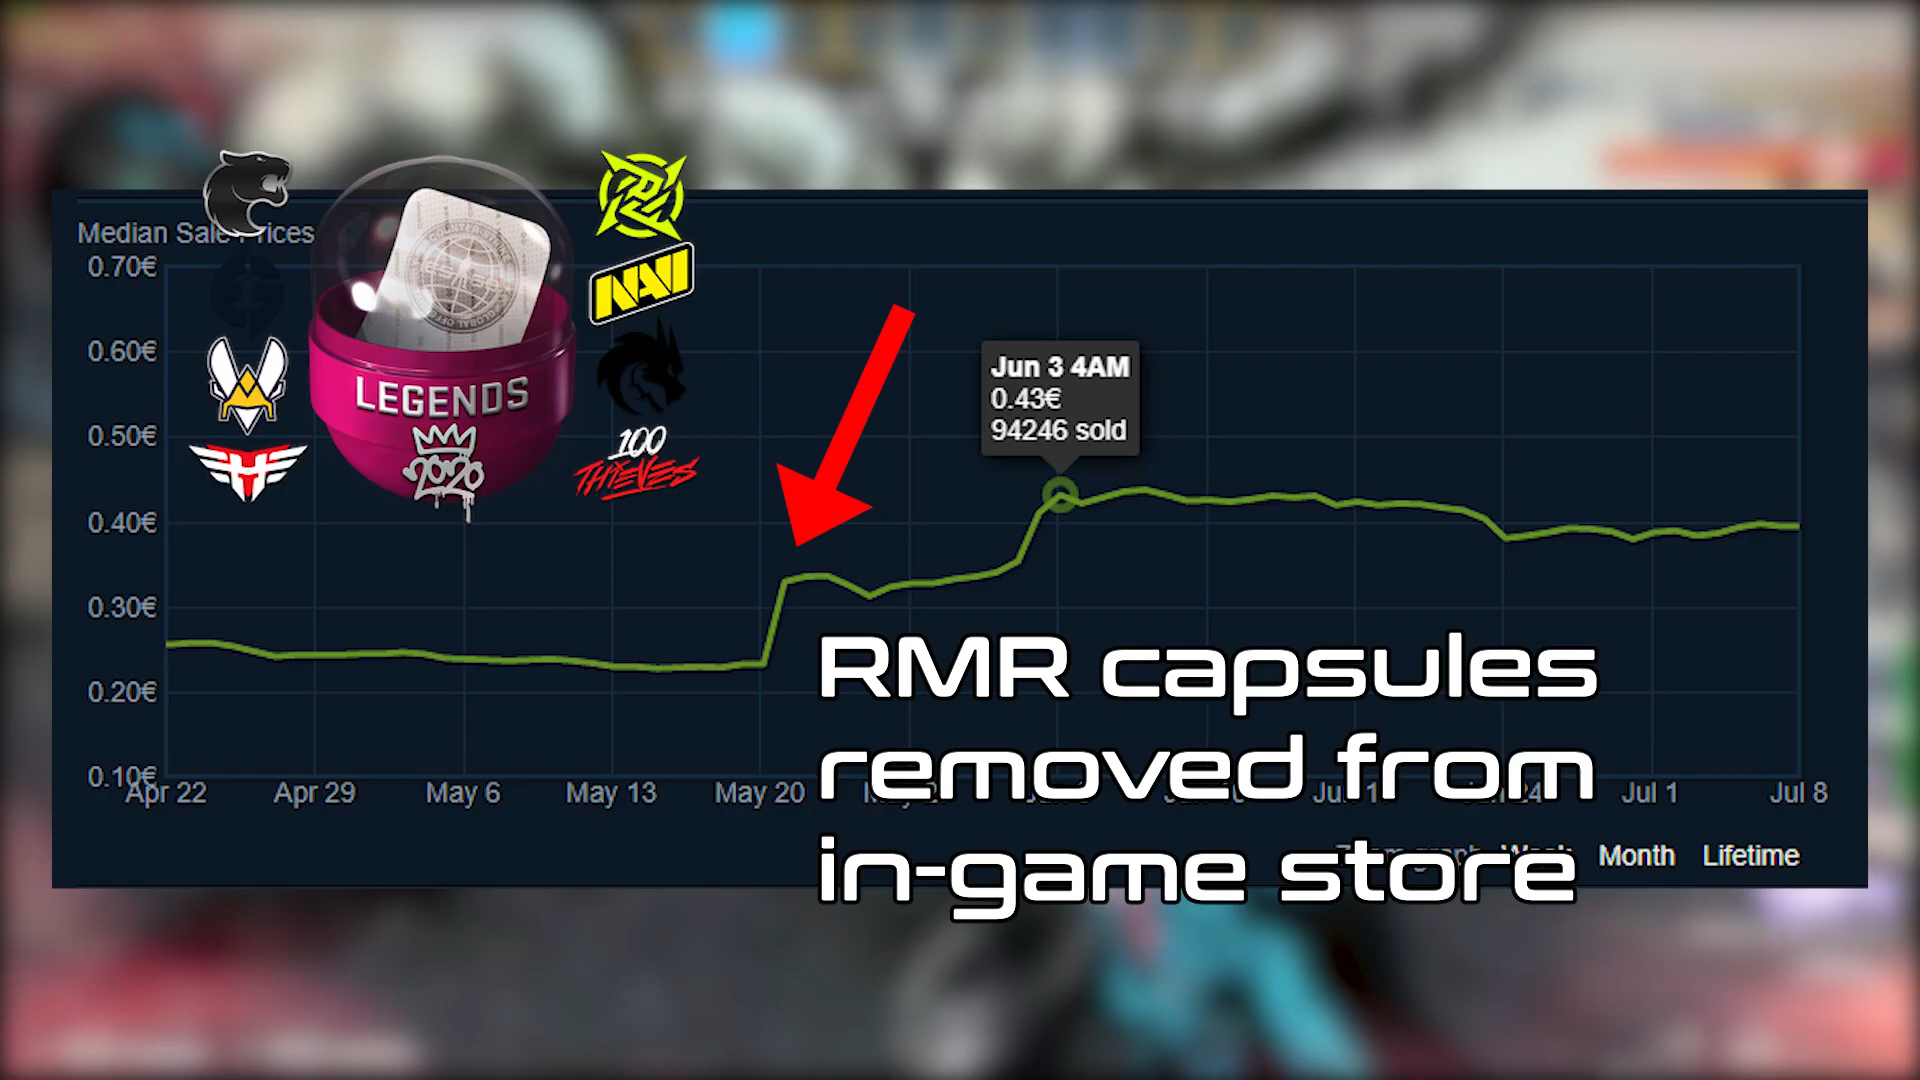 Median Sale Prices
0.70€
0.60€
0.50€
0.40€
0.30€
0.20€
0.10€
LEGENDS
2020
NAVI
100
THIEVES
Jun 3 4AM
0.43€
94246 sold
RMR capsules
removed from
in-game store
Apr 22
Apr 29
May 6
May 13
May 20
Jul 1
Jul 8
Month
Lifetime